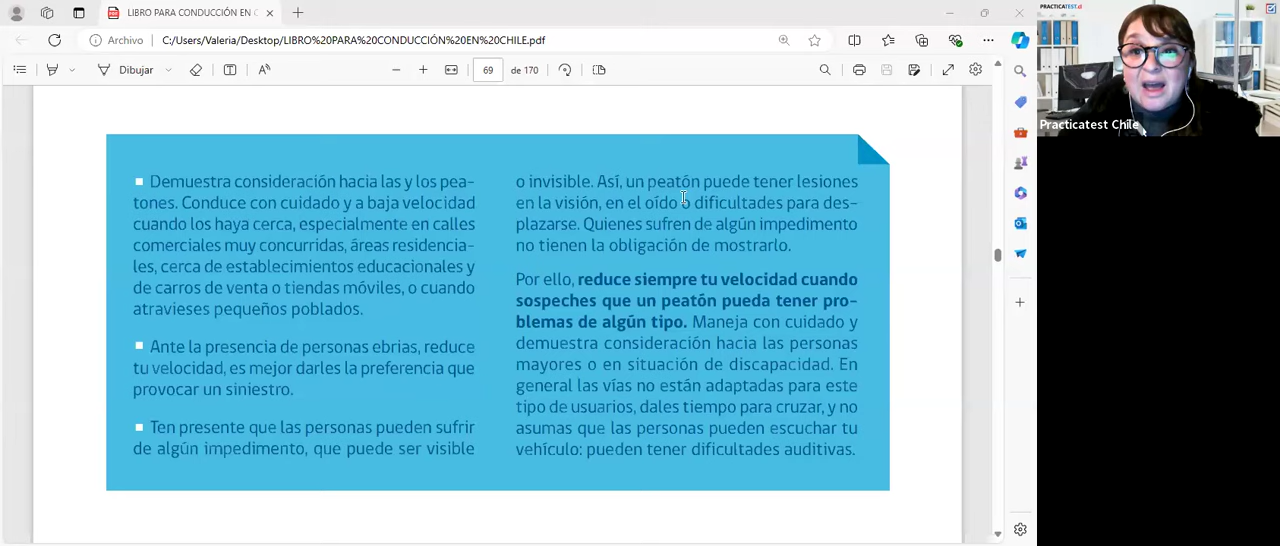 LIBRO PARA CONDUCCIÓN EN C
Archivo C:/Users/Valeria/Desktop/LIBRO%20PARA%20CONDUCCIÓN%20EN%20CHILE.pdf
Dibujar
69 de 170
Demuestra consideración hacia las y los pea-
tones. Conduce con cuidado y a baja velocidad
cuando los haya cerca, especialmente en calles
comerciales muy concurridas, áreas residencia-
les, cerca de establecimientos educacionales y
de carros de venta o tiendas móviles, o cuando
atravieses pequeños poblados.
Ante la presencia de personas ebrias, reduce
tu velocidad, es mejor darles la preferencia que
provocar un siniestro.
Ten presente que las personas pueden sufrir
de algún impedimento, que puede ser visible
o invisible. Así, un peatón puede tener lesiones
en la visión, en el oído o dificultades para des-
plazarse. Quienes sufren de algún impedimento
no tienen la obligación de mostrarlo.
Por ello, reduce siempre tu velocidad cuando
sospeches que un peatón pueda tener pro-
blemas de algún tipo. Maneja con cuidado y
demuestra consideración hacia las personas
mayores o en situación de discapacidad. En
general las vías no están adaptadas para este
tipo de usuarios, dales tiempo para cruzar, y no
asumas que las personas pueden escuchar tu
vehículo: pueden tener dificultades auditivas.
PRACTICATEST.cl
Practicatest Chile